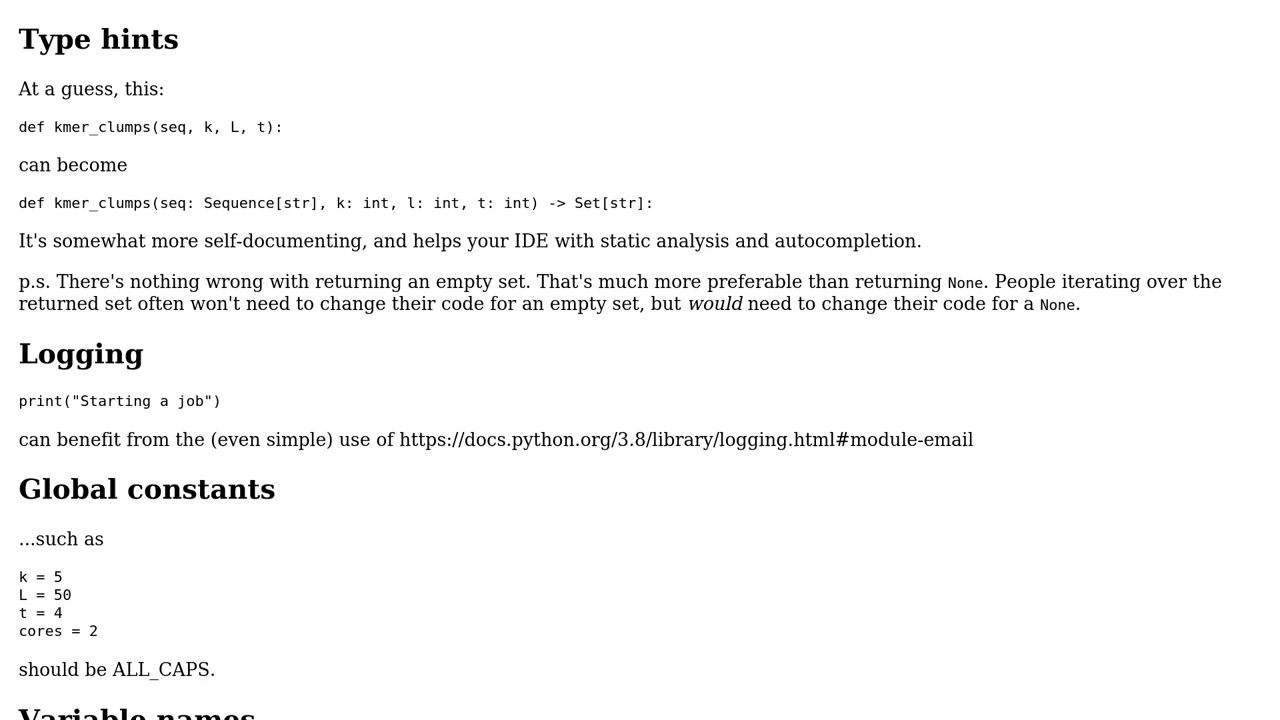 Type hints
At a guess, this:
def kmer_clumps(seq, k, L, t):
can become
def kmer_clumps(seq: Sequence[str], k: int, l: int, t: int) -> Set[str]:
It's somewhat more self-documenting, and helps your IDE with static analysis and autocompletion.
p.s. There's nothing wrong with returning an empty set. That's much more preferable than returning None. People iterating over the
returned set often won't need to change their code for an empty set, but would need to change their code for a None.
Logging
print("Starting a job")
can benefit from the (even simple) use of https://docs.python.org/3.8/library/logging.html#module-email
Global constants
...such as
k = 5
L = 50
t = 4
cores = 2
should be ALL_CAPS.
Variable names